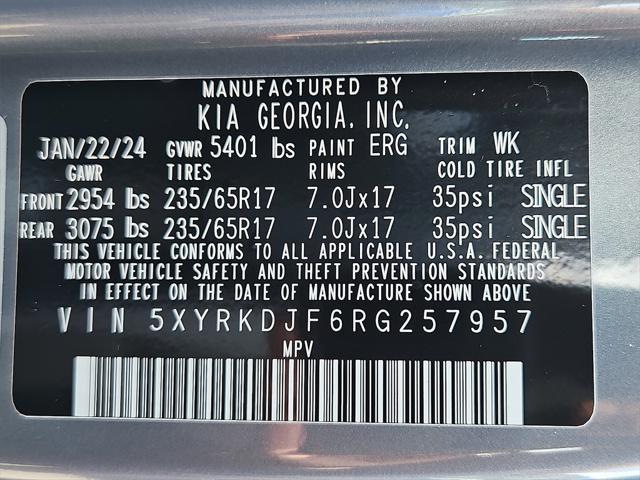 MANUFACTURED BY
KIA GEORGIA, INC.
JAN/22/24 GVWR 5401 lbs PAINT ERG TRIM WK
GAWR TIRES RIMS COLD TIRE INFL
FRONT 2954 lbs 235/65R17 7.0Jx17 35psi SINGLE
REAR 3075 lbs 235/65R17 7.0Jx17 35psi SINGLE
THIS VEHICLE CONFORMS TO ALL APPLICABLE U.S.A. FEDERAL
MOTOR VEHICLE SAFETY AND THEFT PREVENTION STANDARDS
IN EFFECT ON THE DATE OF MANUFACTURE SHOWN ABOVE
VIN 5XYRKDJF6RG257957
MPV